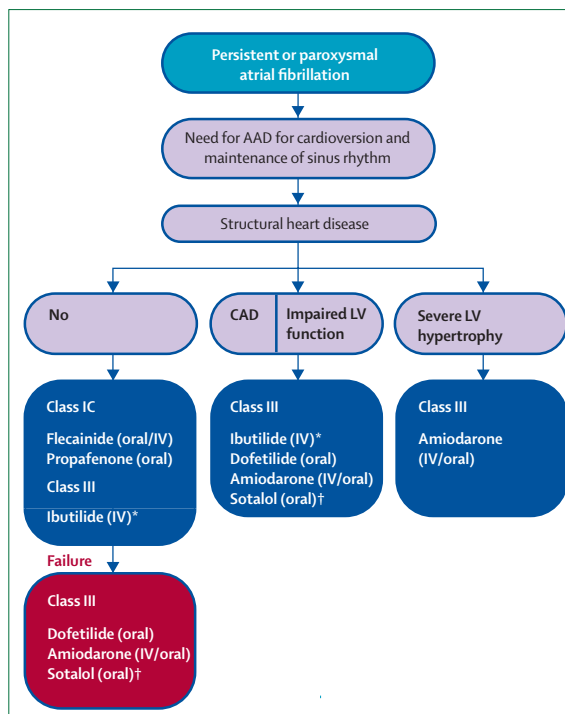 Persistent or paroxysmal
atrial fibrillation
Need for AAD for cardioversion and
maintenance of sinus rhythm
Structural heart disease
No
CAD
Impaired LV
function
Severe LV
hypertrophy
Class IC
Flecainide (oral/IV)
Propafenone (oral)
Class III
Ibutilide (IV)*
Class III
Ibutilide (IV)*
Dofetilide (oral)
Amiodarone (IV/oral)
Sotalol (oral)†
Class III
Amiodarone
(IV/oral)
Failure
Class III
Dofetilide (oral)
Amiodarone (IV/oral)
Sotalol (oral)†